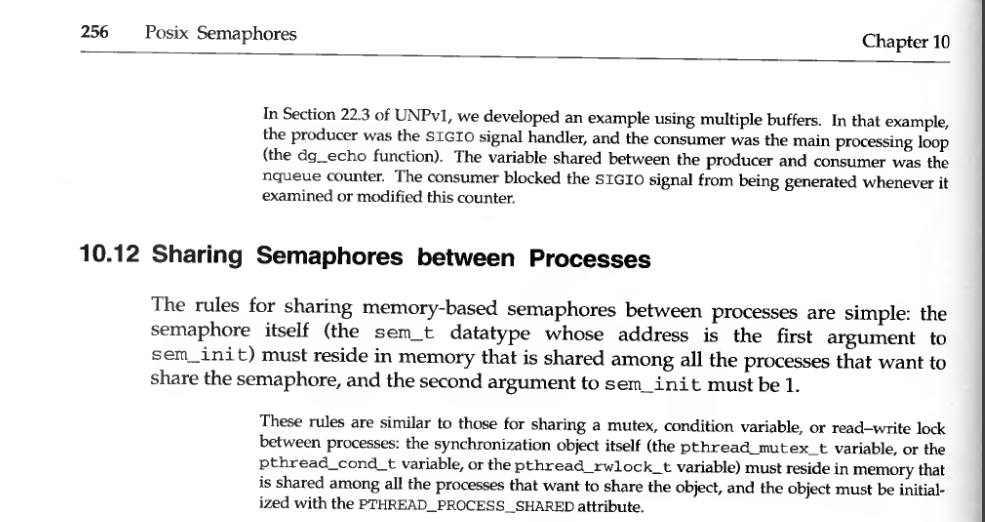 256 Posix Semaphores Chapter 10
In Section 22.3 of UNPv1, we developed an example using multiple buffers. In that example,
the producer was the SIGIO signal handler, and the consumer was the main processing loop
(the dg_echo function). The variable shared between the producer and consumer was the
nqueue counter. The consumer blocked the SIGIO signal from being generated whenever it
examined or modified this counter.
10.12 Sharing Semaphores between Processes
The rules for sharing memory-based semaphores between processes are simple: the
semaphore itself (the sem_t datatype whose address is the first argument to
sem_init) must reside in memory that is shared among all the processes that want to
share the semaphore, and the second argument to sem_init must be 1.
These rules are similar to those for sharing a mutex, condition variable, or read–write lock
between processes: the synchronization object itself (the pthread_mutex_t variable, or the
pthread_cond_t variable, or the pthread_rwlock_t variable) must reside in memory that
is shared among all the processes that want to share the object, and the object must be initial-
ized with the PTHREAD_PROCESS_SHARED attribute.